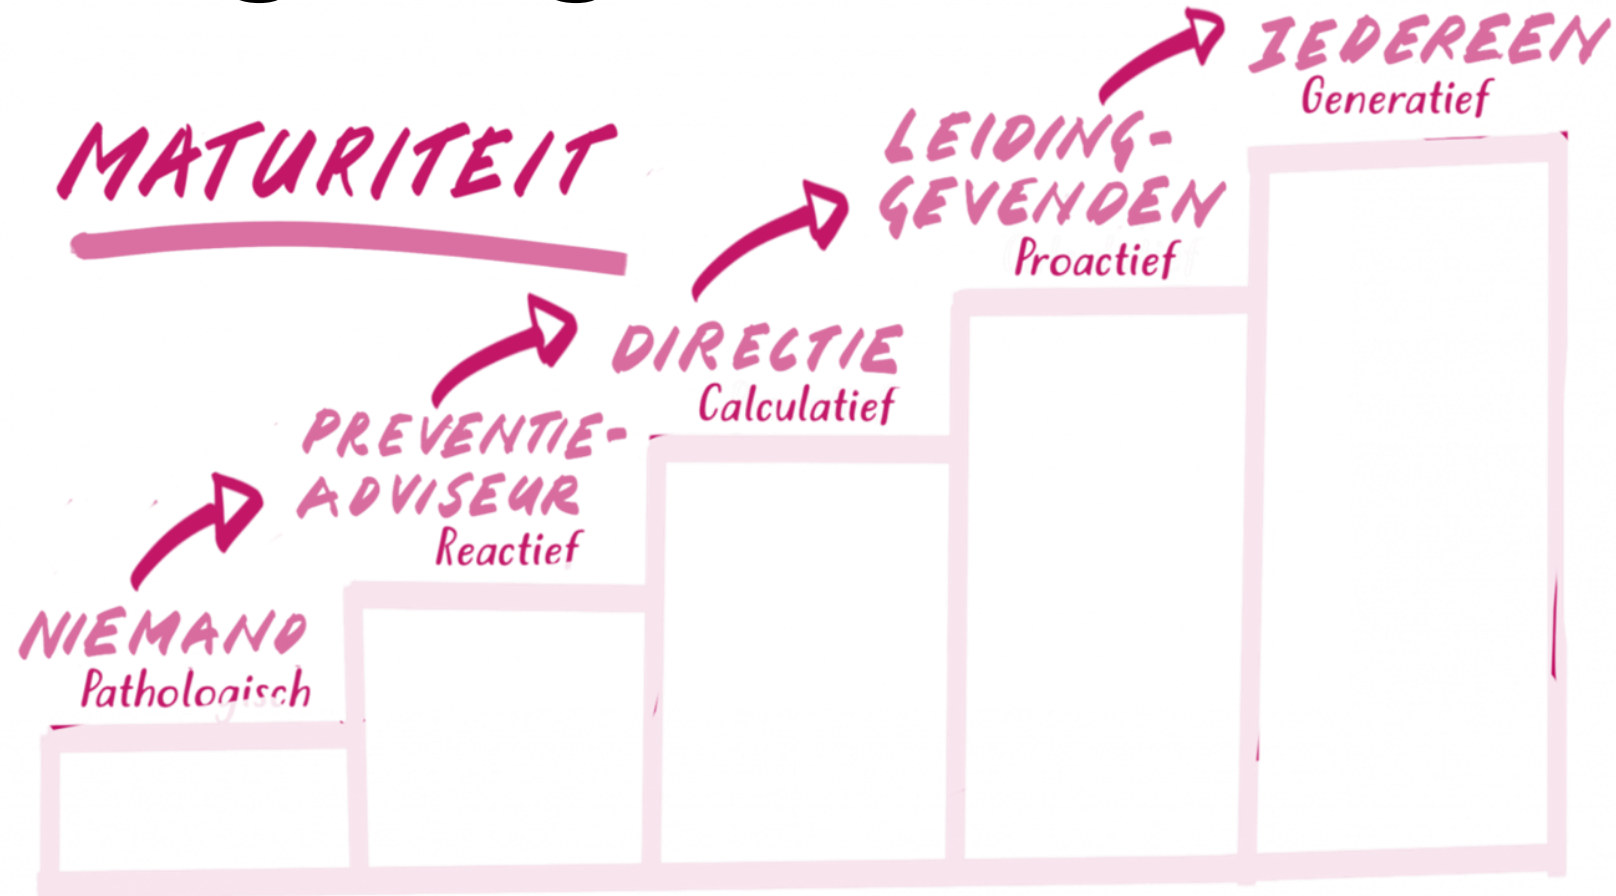 MATURITEIT
NIEMAND
Pathologisch
PREVENTIE-
ADVISEUR
Reactief
DIRECTIE
Calculatief
LEIDING-
GEVENDEN
Proactief
IEDEREEN
Generatief